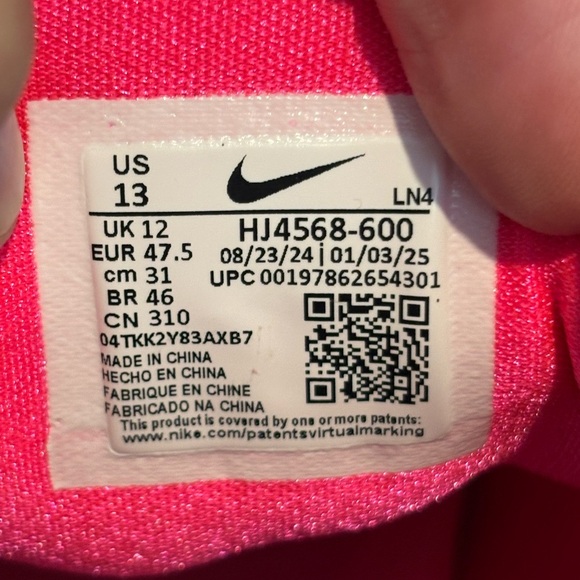 US
13
LN4
UK 12
EUR 47.5
cm 31
BR 46
CN 310
HJ4568-600
08/23/24 | 01/03/25
UPC 00197862654301
04TKK2Y83AXB7
MADE IN CHINA
HECHO EN CHINA
FABRIQUE EN CHINE
FABRICADO NA CHINA
This product is covered by one or more patents:
www.nike.com/patentsvirtualmarking